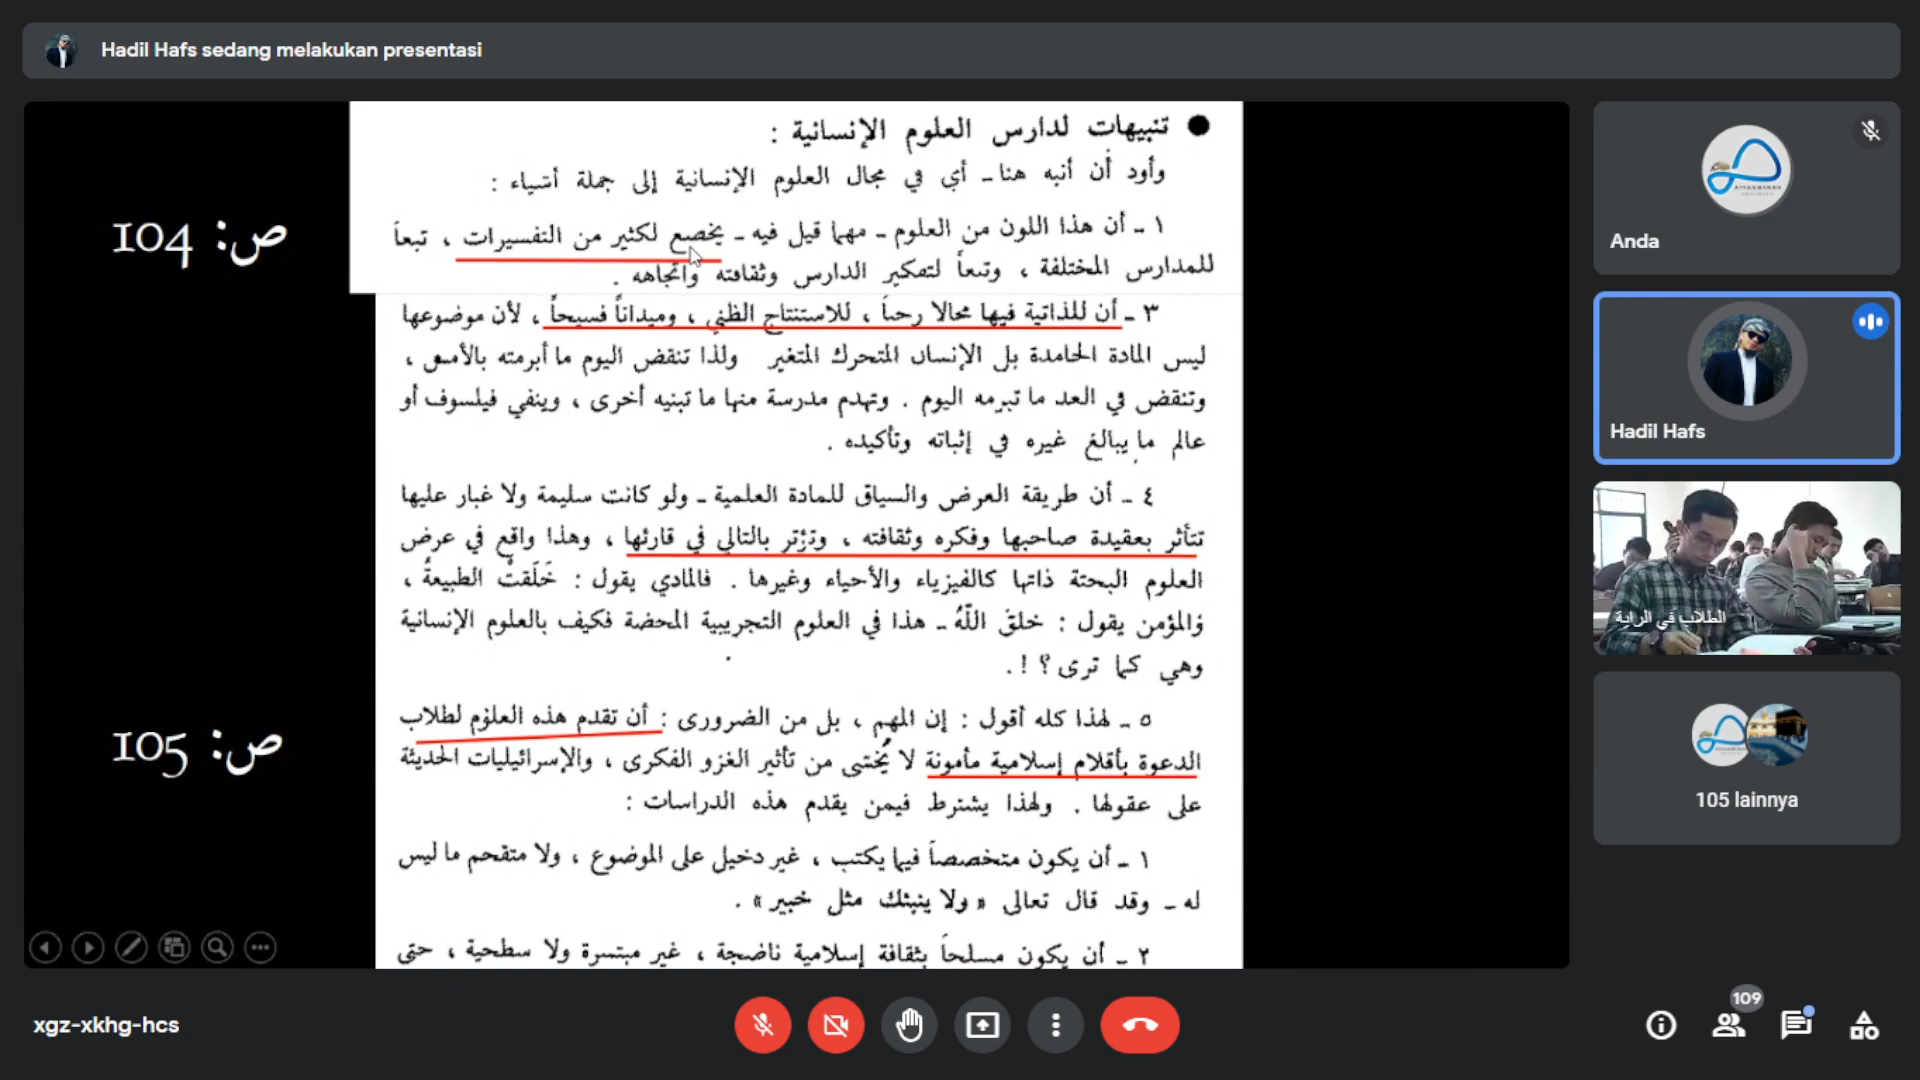 Hadil Hafs sedang melakukan presentasi
● تنبيهات لدارس العلوم الإنسانية :
وأود أن أنبه هنا ـ أي في مجال العلوم الإنسانية إلى جملة أشياء :
١ ـ أن هذا اللون من العلوم ـ مهما قيل فيه ـ يخضع لكثير من التفسيرات ، تبعاً
للمدارس المختلفة ، وتبعاً لتفكير الدارس وثقافته واتجاهه .
ص: 104
٣ ـ أن للذاتية فيها مجالا رحباً ، للاستنتاج الظني ، وميداناً فسيحاً ، لأن موضوعها
ليس المادة الجامدة بل الإنسان المتحرك المتغير ولذا تنقض اليوم ما أبرمته بالأمس ،
وتنقض في الغد ما تبرمه اليوم . وتهدم مدرسة منها ما تبنيه أخرى ، وينفي فيلسوف أو
عالم ما يبالغ غيره في إثباته وتأكيده .
٤ ـ أن طريقة العرض والسياق للمادة العلمية ـ ولو كانت سليمة ولا غبار عليها
تتأثر بعقيدة صاحبها وفكره وثقافته ، وتؤثر بالتالي في قارئها ، وهذا واقع في عرض
العلوم البحتة ذاتها كالفيزياء والأحياء وغيرها . فالمادي يقول : خَلَقتْ الطبيعةُ ،
والمؤمن يقول : خلقَ اللّهُ ـ هذا في العلوم التجريبية المحضة فكيف بالعلوم الإنسانية
وهي كما ترى ؟ ! .
٥ ـ لهذا كله أقول : إن المهم ، بل من الضرورى : أن تقدم هذه العلوم لطلاب
الدعوة بأقلام إسلامية مأمونة لا يُخشى من تأثير الغزو الفكرى ، والإسرائيليات الحديثة
على عقولها . ولهذا يشترط فيمن يقدم هذه الدراسات :
ص: 105
١ ـ أن يكون متخصصاً فيما يكتب ، غير دخيل على الموضوع ، ولا متقحم ما ليس
له ـ وقد قال تعالى « ولا ينبئك مثل خبير » .
٢ ـ أن يكون مسلحاً بثقافة إسلامية ناضجة ، غير مبتسرة ولا سطحية ، حتى
Anda
Hadil Hafs
الطلاب في الراية
105 lainnya
xgz-xkhg-hcs
109